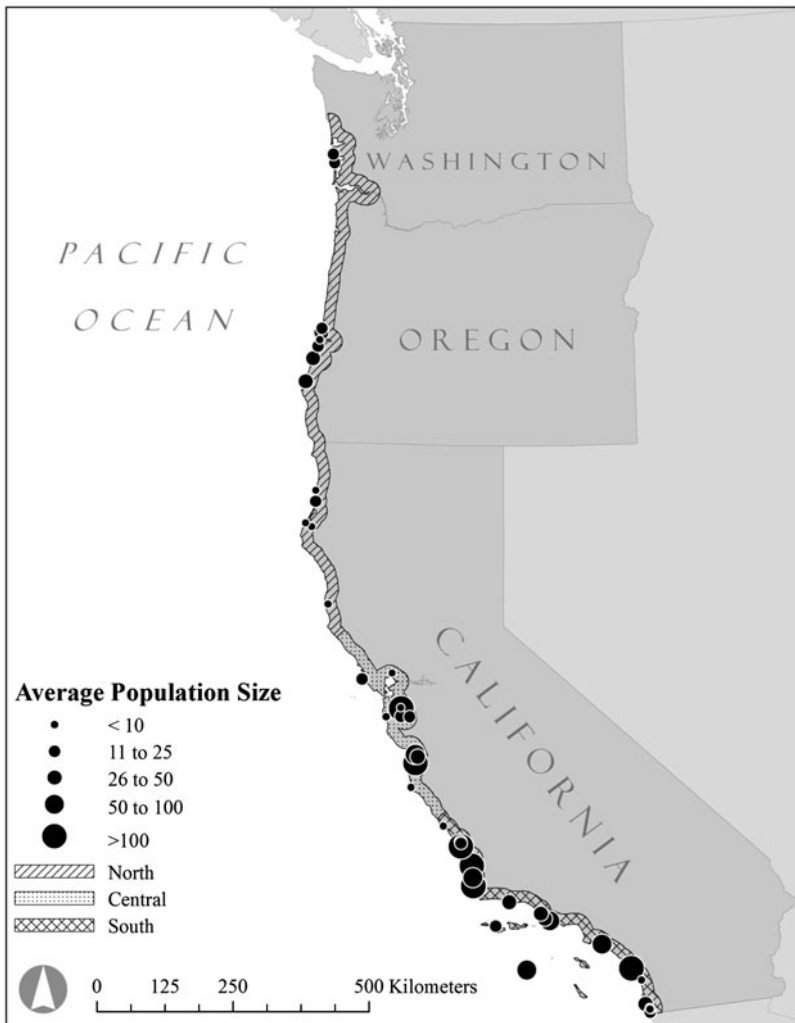 WASHINGTON
PACIFIC
OCEAN
OREGON
CALIFORNIA
Average Population Size
< 10
11 to 25
26 to 50
50 to 100
>100
North
Central
South
0 125 250 500 Kilometers